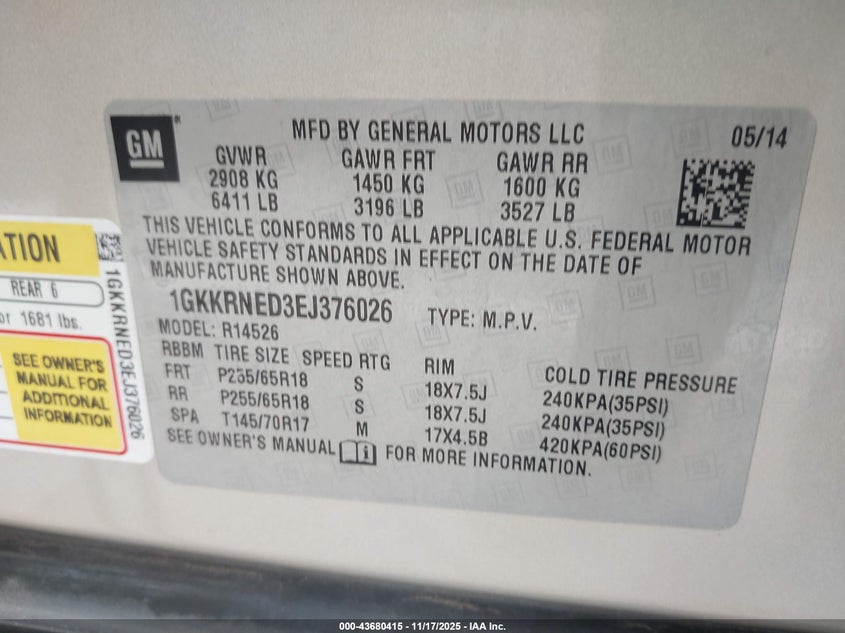 GM
MFD BY GENERAL MOTORS LLC
05/14
GVWR GAWR FRT GAWR RR
2908 KG 1450 KG 1600 KG
6411 LB 3196 LB 3527 LB
THIS VEHICLE CONFORMS TO ALL APPLICABLE U.S. FEDERAL MOTOR
VEHICLE SAFETY STANDARDS IN EFFECT ON THE DATE OF
MANUFACTURE SHOWN ABOVE.
1GKKRNED3EJ376026 TYPE: M.P.V.
MODEL: R14526
RBBM TIRE SIZE SPEED RTG RIM COLD TIRE PRESSURE
FRT P255/65R18 S 18X7.5J 240KPA(35PSI)
RR P255/65R18 S 18X7.5J 240KPA(35PSI)
SPA T145/70R17 M 17X4.5B 420KPA(60PSI)
SEE OWNER'S MANUAL FOR MORE INFORMATION.
ATION
REAR 6
or 1681 lbs.
SEE OWNER'S
MANUAL FOR
ADDITIONAL
INFORMATION
1GKKRNED3EJ376026
000-43680415 - 11/17/2025 - IAA Inc.